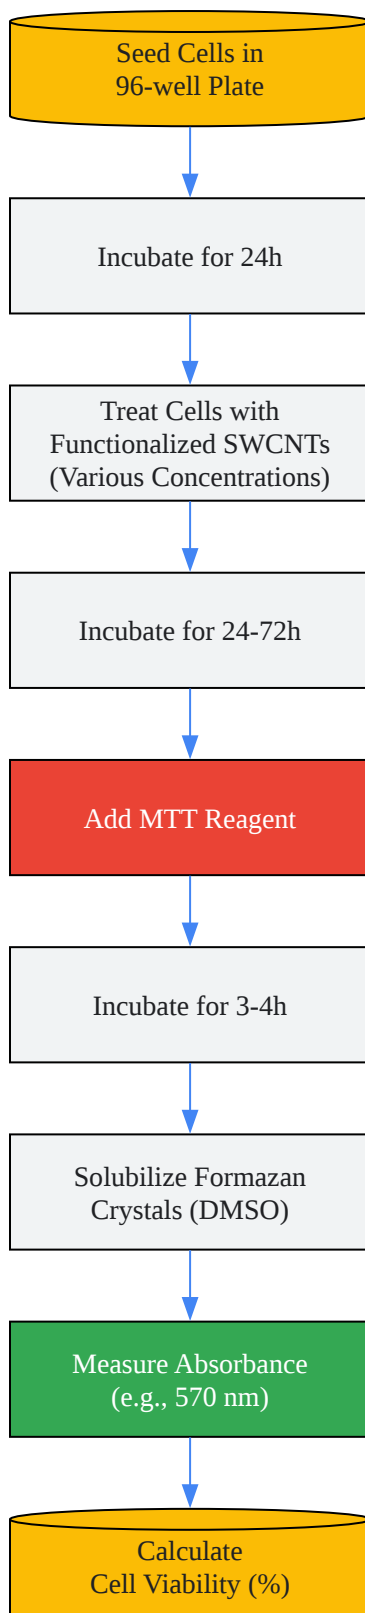 Seed Cells in
96-well Plate
Incubate for 24h
Treat Cells with
Functionalized SWCNTs
(Various Concentrations)
Incubate for 24-72h
Add MTT Reagent
Incubate for 3-4h
Solubilize Formazan
Crystals (DMSO)
Measure Absorbance
(e.g., 570 nm)
Calculate
Cell Viability (%)